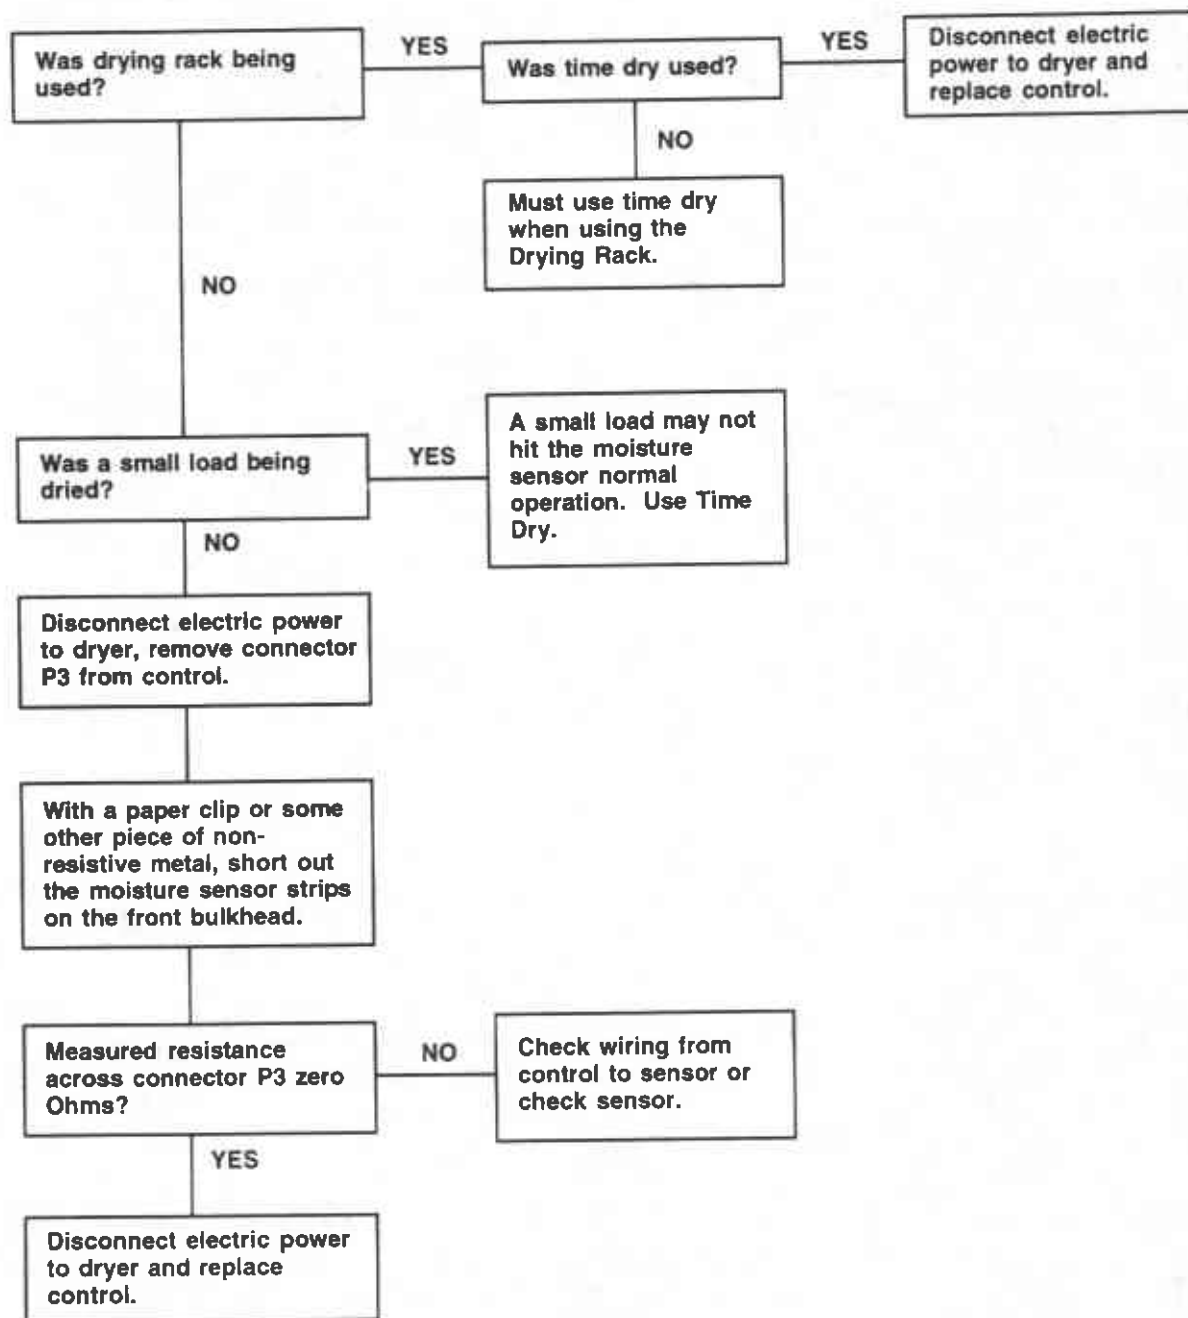 Was drying rack being
used?
YES
Was time dry used?
YES
Disconnect electric
power to dryer and
replace control.
NO
Must use time dry
when using the
Drying Rack.
NO
Was a small load being
dried?
YES
A small load may not
hit the moisture
sensor normal
operation. Use Time
Dry.
NO
Disconnect electric power
to dryer, remove connector
P3 from control.
With a paper clip or some
other piece of non-
resistive metal, short out
the moisture sensor strips
on the front bulkhead.
Measured resistance
across connector P3 zero
Ohms?
NO
Check wiring from
control to sensor or
check sensor.
YES
Disconnect electric power
to dryer and replace
control.